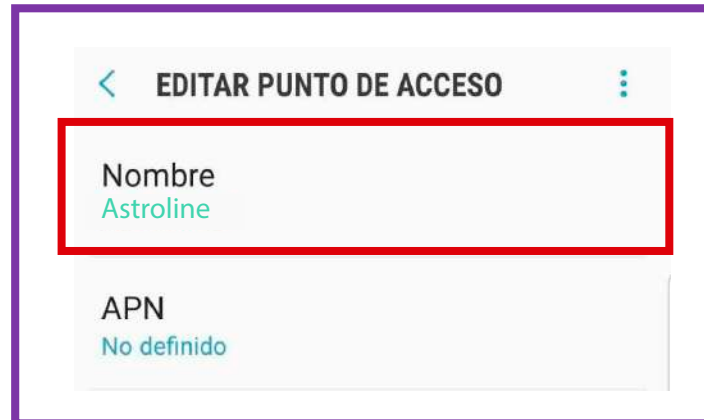 EDITAR PUNTO DE ACCESO
Nombre
Astroline
APN
No definido